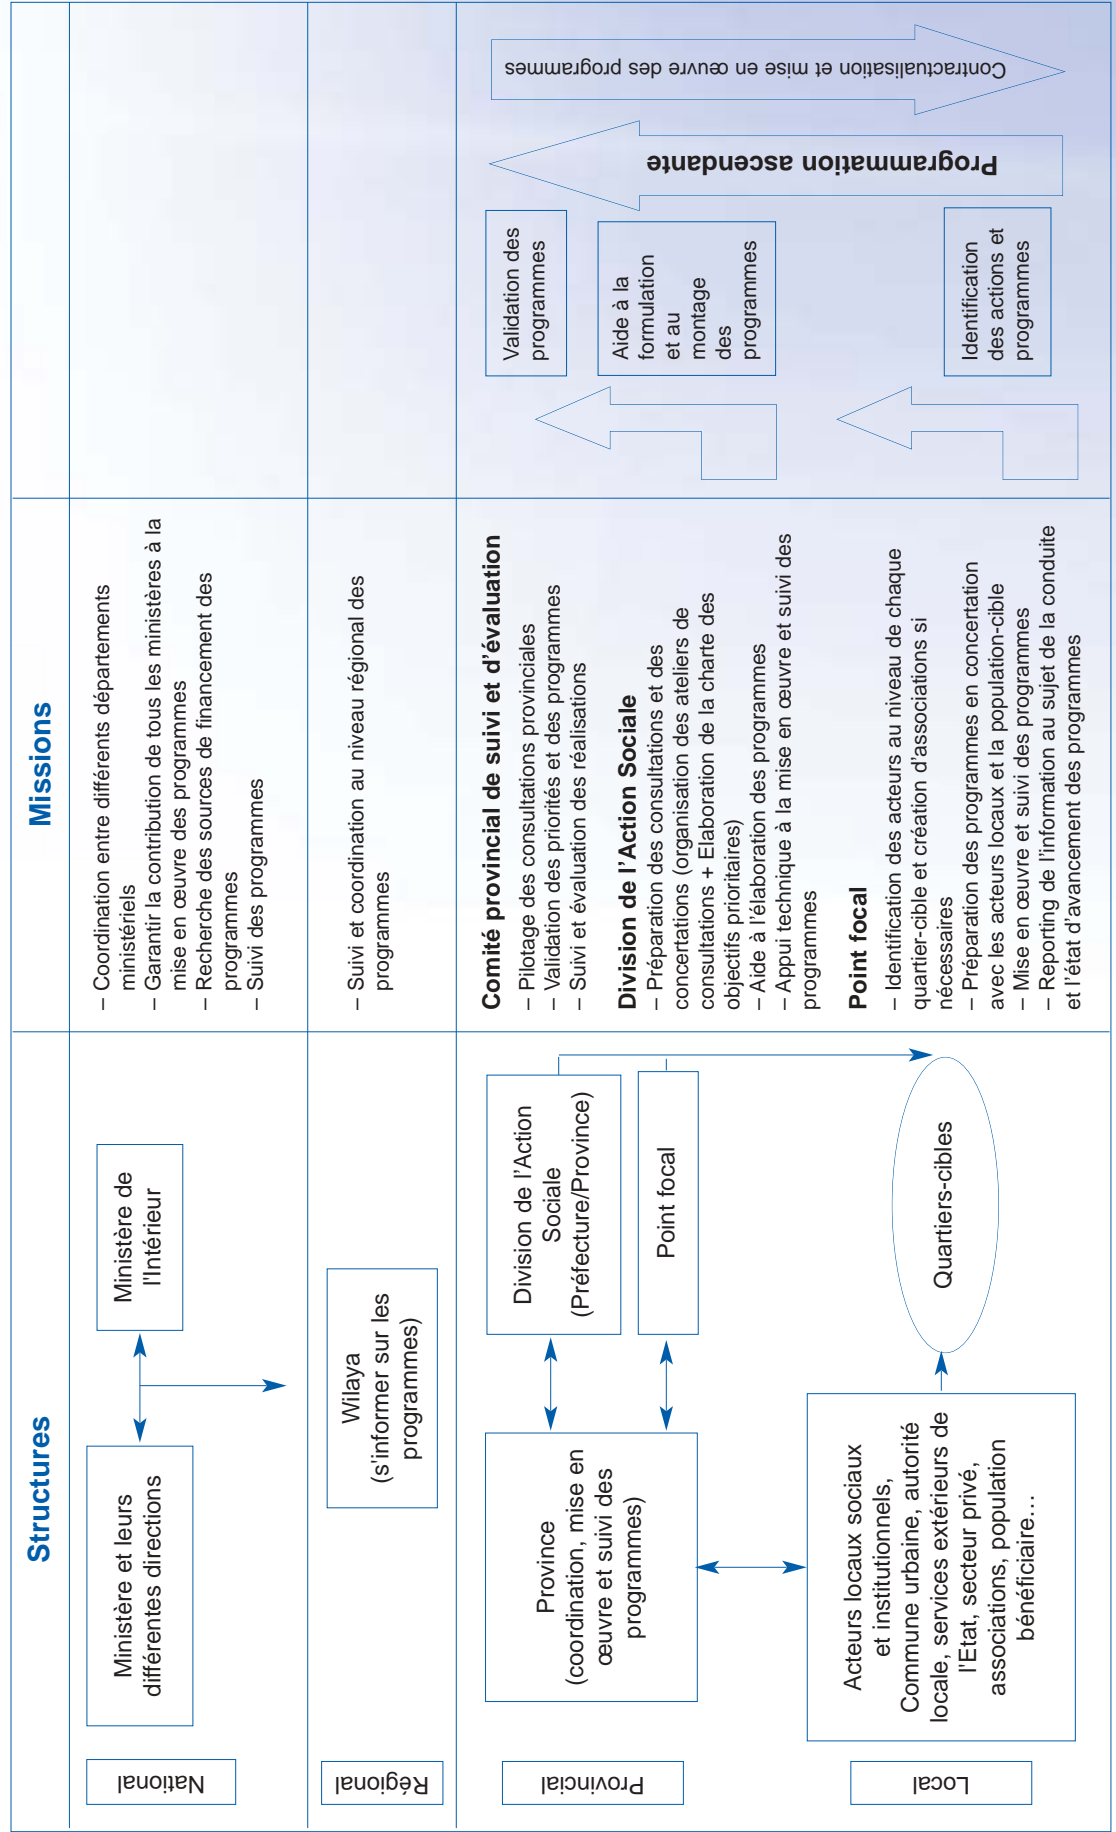 Structures
Missions
National
Ministère et leurs
différentes directions
Ministère de
l'Intérieur
– Coordination entre différents départements
ministériels
– Garantir la contribution de tous les ministères à la
mise en œuvre des programmes
– Recherche des sources de financement des
programmes
– Suivi des programmes
Régional
Wilaya
(s'informer sur les
programmes)
– Suivi et coordination au niveau régional des
programmes
Provincial
Province
(coordination, mise en
œuvre et suivi des
programmes)
Division de l'Action
Sociale
(Préfecture/Province)
Point focal
Local
Acteurs locaux sociaux
et institutionnels,
Commune urbaine, autorité
locale, services extérieurs de
l'Etat, secteur privé,
associations, population
bénéficiaire…
Quartiers-cibles
Comité provincial de suivi et d'évaluation
– Pilotage des consultations provinciales
– Validation des priorités et des programmes
– Suivi et évaluation des réalisations
Division de l'Action Sociale
– Préparation des consultations et des
concertations (organisation des ateliers de
consultations + Elaboration de la charte des
objectifs prioritaires)
– Aide à l'élaboration des programmes
– Appui technique à la mise en œuvre et suivi des
programmes
Point focal
– Identification des acteurs au niveau de chaque
quartier-cible et création d'associations si
nécessaires
– Préparation des programmes en concertation
avec les acteurs locaux et la population-cible
– Mise en œuvre et suivi des programmes
– Reporting de l'information au sujet de la conduite
et l'état d'avancement des programmes
Validation des
programmes
Aide à la
formulation
et au
montage
des
programmes
Identification
des actions et
programmes
Programmation ascendante
Contractualisation et mise en œuvre des programmes